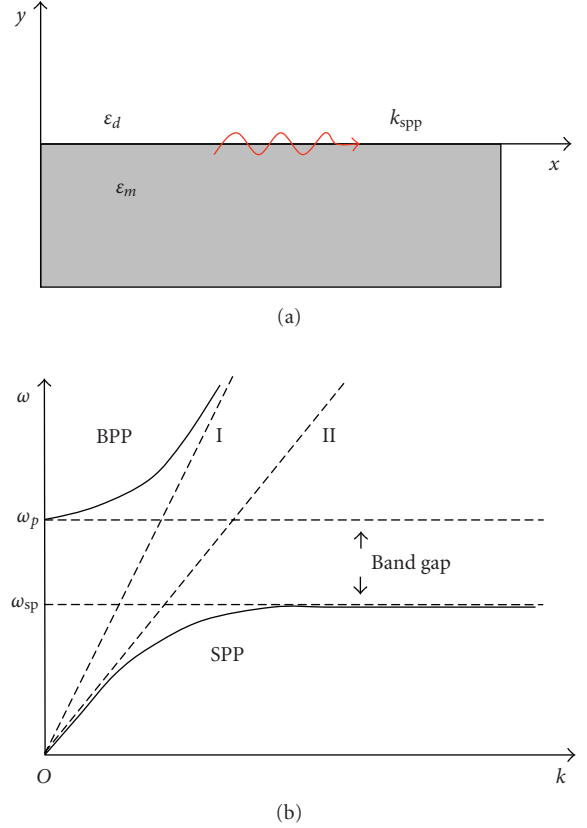 y
ε_d
k_spp
x
ε_m
(a)
ω
BPP
I
II
ω_p
Band gap
ω_sp
SPP
O
k
(b)